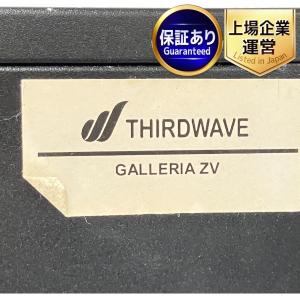 保証あり
Guaranteed
上場企業
運営
Listed in Japan
THIRDWAVE
GALLERIA ZV